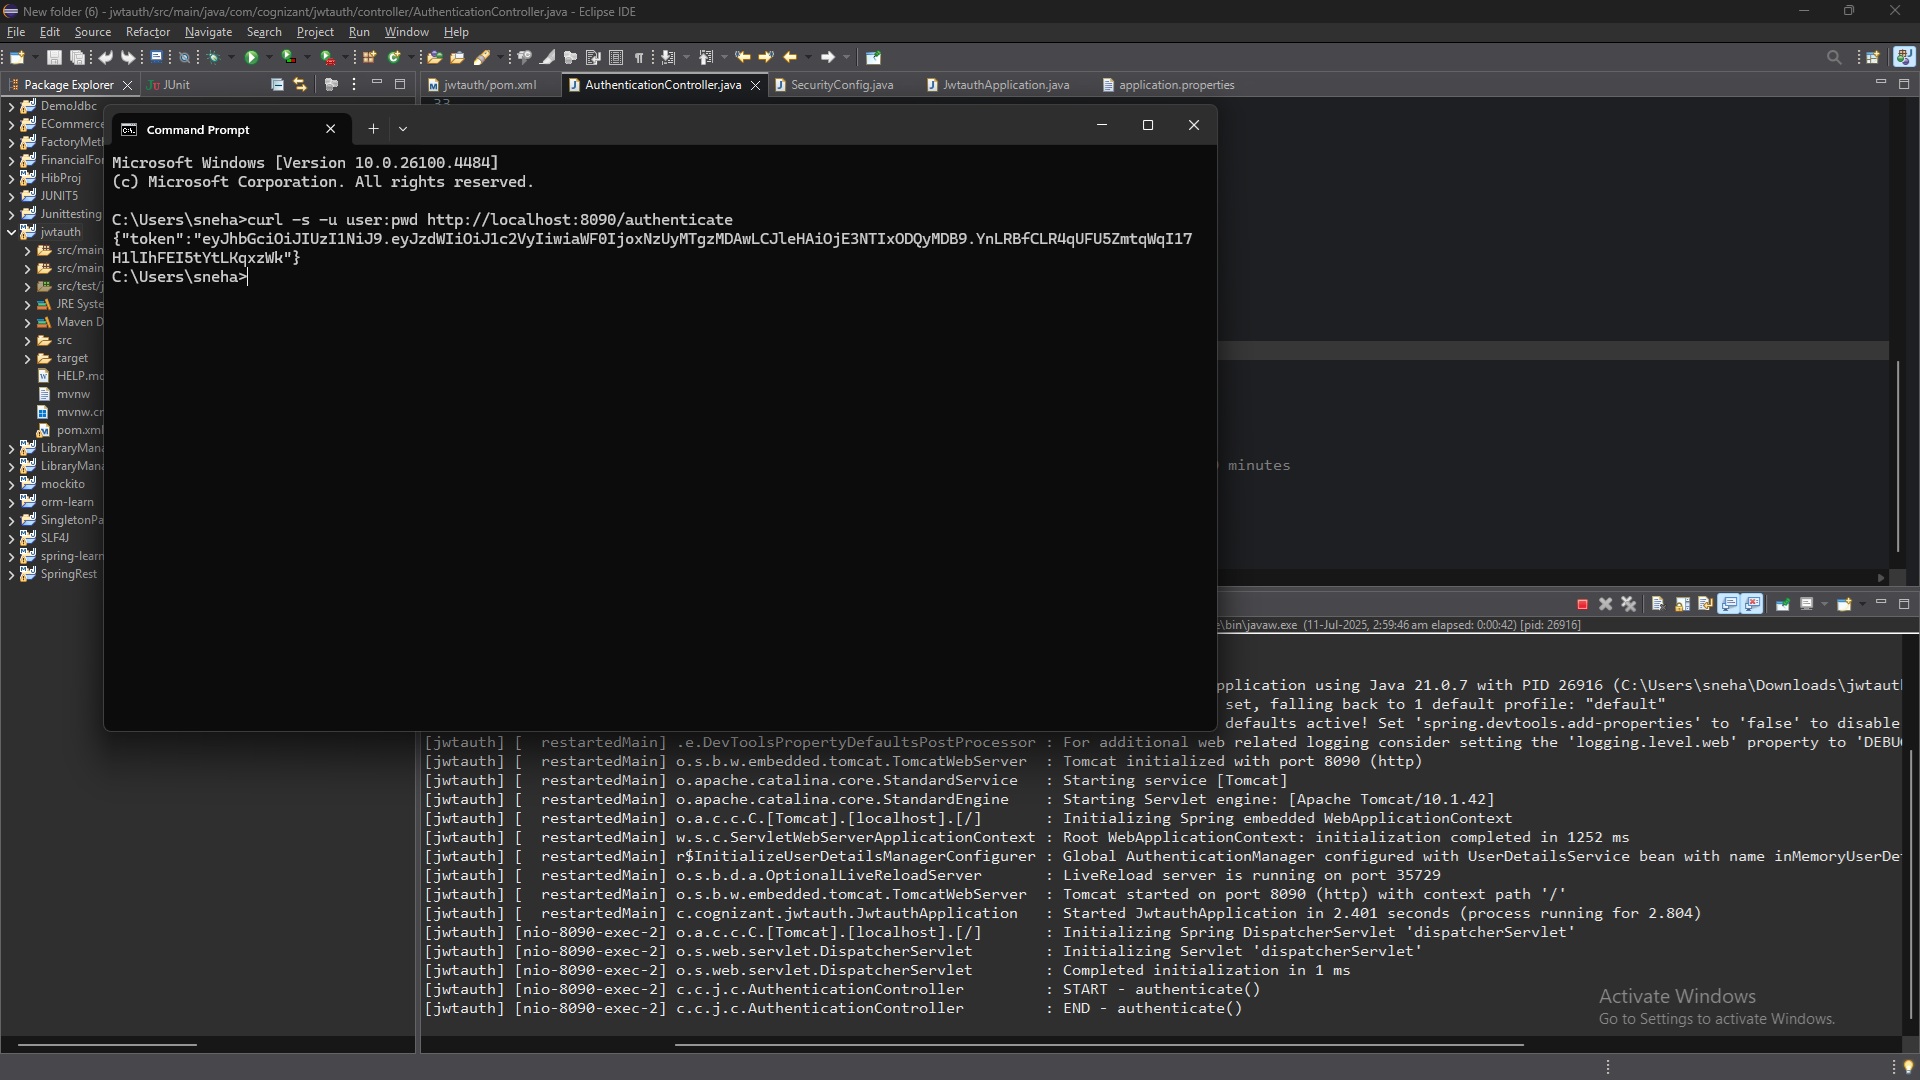 New folder (6) - jwtauth/src/main/java/com/cognizant/jwtauth/controller/AuthenticationController.java - Eclipse IDE
File Edit Source Refactor Navigate Search Project Run Window Help
Package Explorer JUnit
jwtauth/pom.xml AuthenticationController.java SecurityConfig.java JwtauthApplication.java application.properties
DemoJdbc
ECommerce
FactoryMet
FinancialFo
HibProj
JUNIT5
Junittesting
jwtauth
src/main
src/main
src/test/j
JRE Syste
Maven D
src
target
HELP.mc
mvnw
mvnw.cr
pom.xml
LibraryMana
LibraryMana
mockito
orm-learn
SingletonPa
SLF4J
spring-learn
SpringRest
Command Prompt
Microsoft Windows [Version 10.0.26100.4484]
(c) Microsoft Corporation. All rights reserved.
C:\Users\sneha>curl -s -u user:pwd http://localhost:8090/authenticate
{"token":"eyJhbGciOiJIUzI1NiJ9.eyJzdWIiOiJ1c2VyIiwiaWF0IjoxNzUyMTgzMDAwLCJleHAiOjE3NTIxODQyMDB9.YnLRBfCLR4qUFU5ZmtqWqI17
H1lIhFEI5tYtLKqxzWk"}
C:\Users\sneha>
minutes
\bin\javaw.exe (11-Jul-2025, 2:59:46 am elapsed: 0:00:42) [pid: 26916]
pplication using Java 21.0.7 with PID 26916 (C:\Users\sneha\Downloads\jwtaut
set, falling back to 1 default profile: "default"
defaults active! Set 'spring.devtools.add-properties' to 'false' to disable
[jwtauth] [ restartedMain] .e.DevToolsPropertyDefaultsPostProcessor : For additional web related logging consider setting the 'logging.level.web' property to 'DEBU
[jwtauth] [ restartedMain] o.s.b.w.embedded.tomcat.TomcatWebServer : Tomcat initialized with port 8090 (http)
[jwtauth] [ restartedMain] o.apache.catalina.core.StandardService : Starting service [Tomcat]
[jwtauth] [ restartedMain] o.apache.catalina.core.StandardEngine : Starting Servlet engine: [Apache Tomcat/10.1.42]
[jwtauth] [ restartedMain] o.a.c.c.C.[Tomcat].[localhost].[/] : Initializing Spring embedded WebApplicationContext
[jwtauth] [ restartedMain] w.s.c.ServletWebServerApplicationContext : Root WebApplicationContext: initialization completed in 1252 ms
[jwtauth] [ restartedMain] r$InitializeUserDetailsManagerConfigurer : Global AuthenticationManager configured with UserDetailsService bean with name inMemoryUserDe
[jwtauth] [ restartedMain] o.s.b.d.a.OptionalLiveReloadServer : LiveReload server is running on port 35729
[jwtauth] [ restartedMain] o.s.b.w.embedded.tomcat.TomcatWebServer : Tomcat started on port 8090 (http) with context path '/'
[jwtauth] [ restartedMain] c.cognizant.jwtauth.JwtauthApplication : Started JwtauthApplication in 2.401 seconds (process running for 2.804)
[jwtauth] [nio-8090-exec-2] o.a.c.c.C.[Tomcat].[localhost].[/] : Initializing Spring DispatcherServlet 'dispatcherServlet'
[jwtauth] [nio-8090-exec-2] o.s.web.servlet.DispatcherServlet : Initializing Servlet 'dispatcherServlet'
[jwtauth] [nio-8090-exec-2] o.s.web.servlet.DispatcherServlet : Completed initialization in 1 ms
[jwtauth] [nio-8090-exec-2] c.c.j.c.AuthenticationController : START - authenticate()
[jwtauth] [nio-8090-exec-2] c.c.j.c.AuthenticationController : END - authenticate()
Activate Windows
Go to Settings to activate Windows.